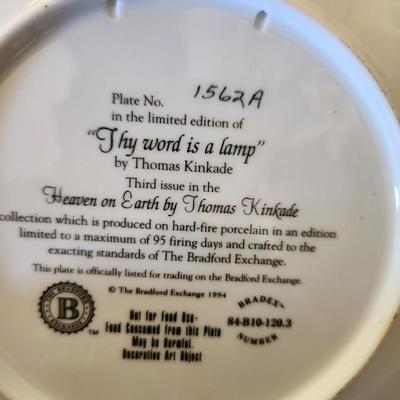 Plate No. 1562A
in the limited edition of
"Thy word is a lamp"
by Thomas Kinkade
Third issue in the
Heaven on Earth by Thomas Kinkade
collection which is produced on hard-fire porcelain in an edition
limited to a maximum of 95 firing days and crafted to the
exacting standards of The Bradford Exchange.
This plate is officially listed for trading on the Bradford Exchange.
© The Bradford Exchange 1994
THE BRADFORD EXCHANGE
B
TM
Not for Food Use-
Food Consumed from this Plate
May be Harmful.
Decorative Art Object
BRADEX
84-B10-120.3
NUMBER